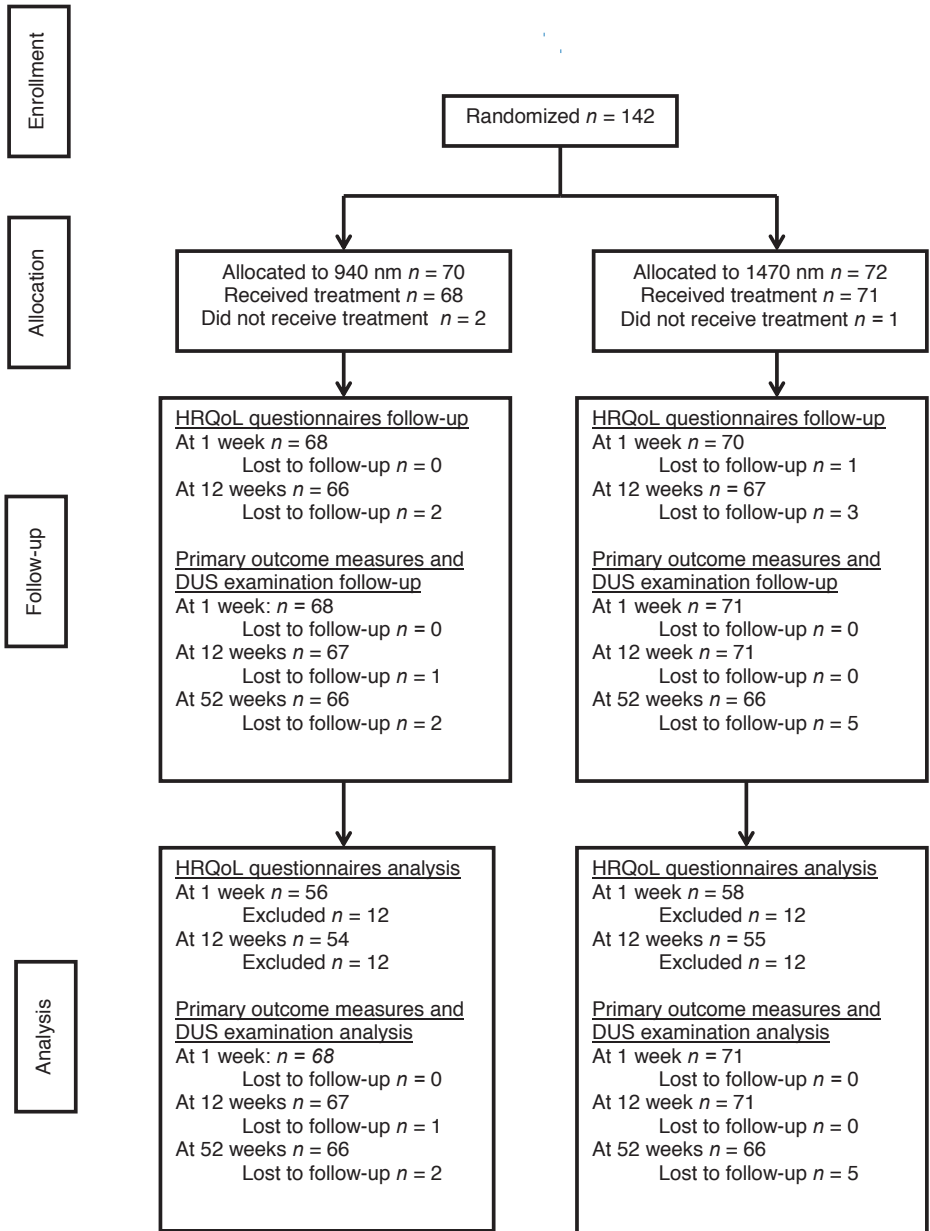 Enrollment
Randomized n = 142
Allocation
Allocated to 940 nm n = 70
Received treatment n = 68
Did not receive treatment n = 2
Allocated to 1470 nm n = 72
Received treatment n = 71
Did not receive treatment n = 1
Follow-up
HRQoL questionnaires follow-up
At 1 week n = 68
Lost to follow-up n = 0
At 12 weeks n = 66
Lost to follow-up n = 2
Primary outcome measures and
DUS examination follow-up
At 1 week: n = 68
Lost to follow-up n = 0
At 12 weeks n = 67
Lost to follow-up n = 1
At 52 weeks n = 66
Lost to follow-up n = 2
HRQoL questionnaires follow-up
At 1 week n = 70
Lost to follow-up n = 1
At 12 weeks n = 67
Lost to follow-up n = 3
Primary outcome measures and
DUS examination follow-up
At 1 week n = 71
Lost to follow-up n = 0
At 12 week n = 71
Lost to follow-up n = 0
At 52 weeks n = 66
Lost to follow-up n = 5
Analysis
HRQoL questionnaires analysis
At 1 week n = 56
Excluded n = 12
At 12 weeks n = 54
Excluded n = 12
Primary outcome measures and
DUS examination analysis
At 1 week: n = 68
Lost to follow-up n = 0
At 12 weeks n = 67
Lost to follow-up n = 1
At 52 weeks n = 66
Lost to follow-up n = 2
HRQoL questionnaires analysis
At 1 week n = 58
Excluded n = 12
At 12 weeks n = 55
Excluded n = 12
Primary outcome measures and
DUS examination analysis
At 1 week n = 71
Lost to follow-up n = 0
At 12 week n = 71
Lost to follow-up n = 0
At 52 weeks n = 66
Lost to follow-up n = 5